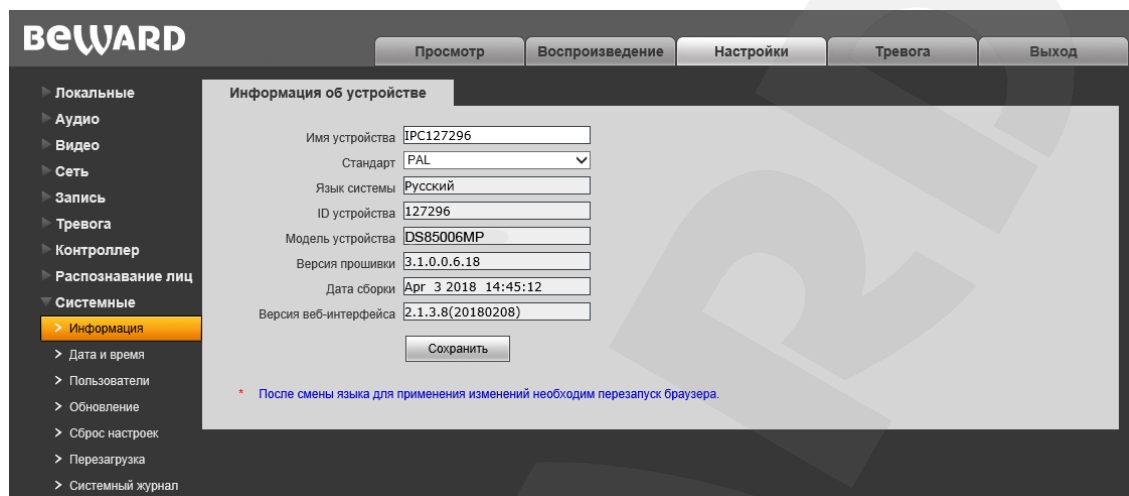 BEWARD
Просмотр Воспроизведение Настройки Тревога Выход
Локальные
Аудио
Видео
Сеть
Запись
Тревога
Контроллер
Распознавание лиц
Системные
Информация
Дата и время
Пользователи
Обновление
Сброс настроек
Перезагрузка
Системный журнал
Информация об устройстве
Имя устройства IPC127296
Стандарт PAL
Язык системы Русский
ID устройства 127296
Модель устройства DS85006MP
Версия прошивки 3.1.0.0.6.18
Дата сборки Apr 3 2018 14:45:12
Версия веб-интерфейса 2.1.3.8(20180208)
Сохранить
* После смены языка для применения изменений необходим перезапуск браузера.